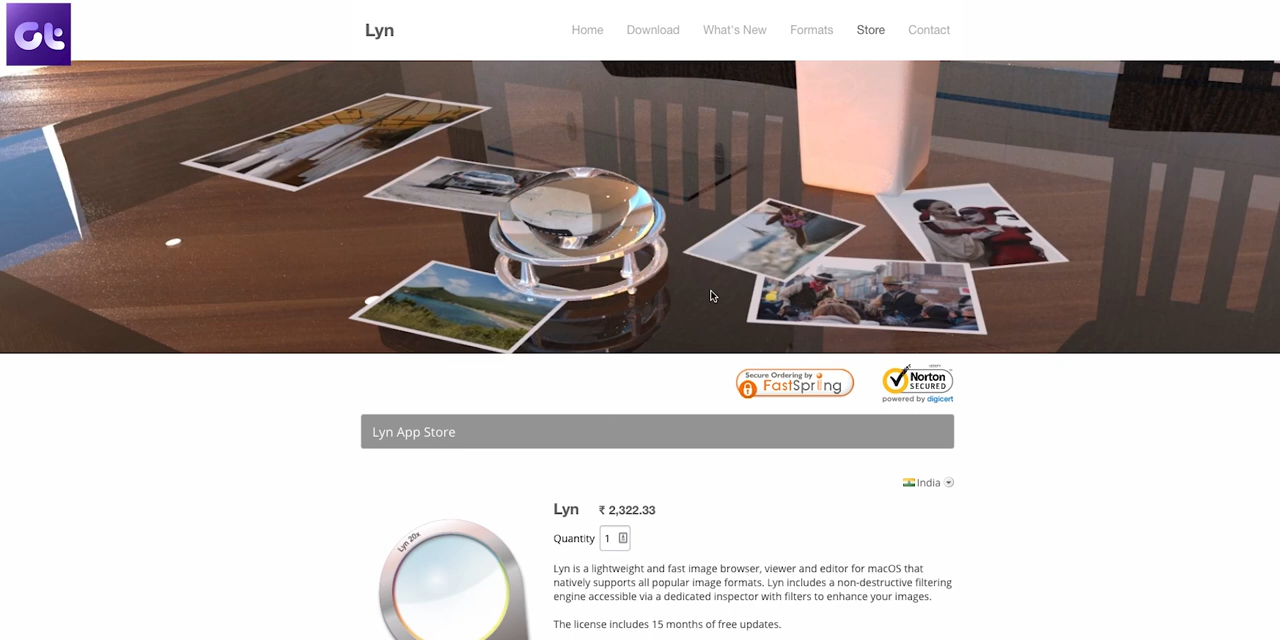 Gt
Lyn
Home Download What's New Formats Store Contact
Secure Ordering by
FastSpring
Norton
SECURED
powered by digicert
Lyn App Store
India
Lyn ₹ 2,322.33
Quantity 1
Lyn is a lightweight and fast image browser, viewer and editor for macOS that
natively supports all popular image formats. Lyn includes a non-destructive filtering
engine accessible via a dedicated inspector with filters to enhance your images.
Lyn 20x
The license includes 15 months of free updates.